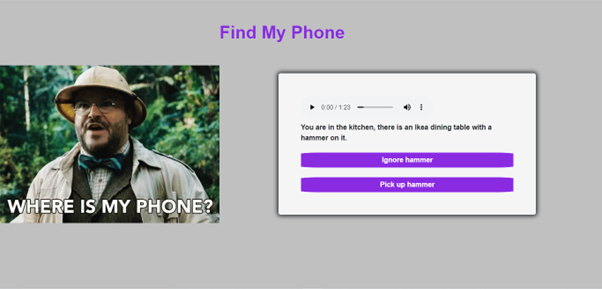 Find My Phone
WHERE IS MY PHONE?
0:00 / 1:23
You are in the kitchen, there is an Ikea dining table with a
hammer on it.
Ignore hammer
Pick up hammer